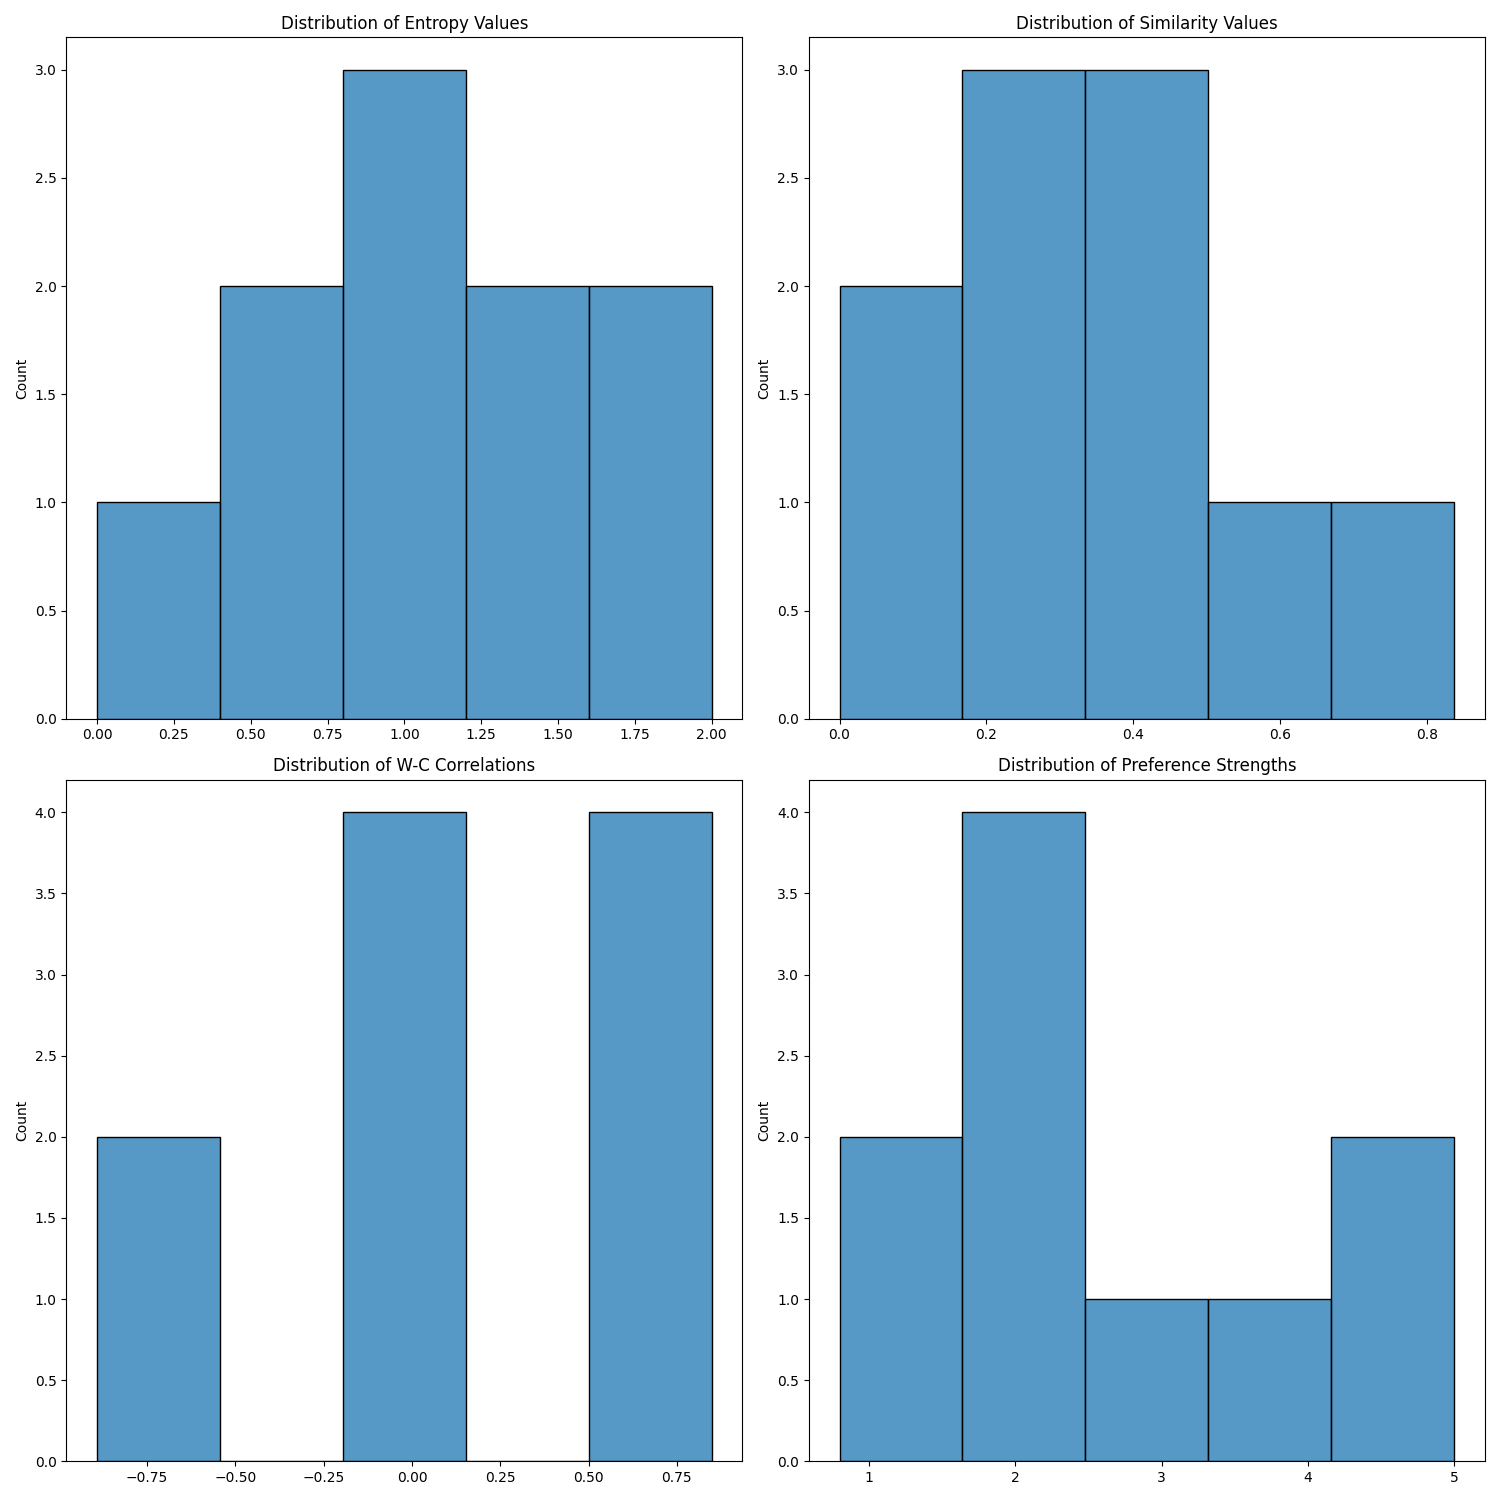 Distribution of Entropy Values
Count
3.0
2.5
2.0
1.5
1.0
0.5
0.0
0.00 0.25 0.50 0.75 1.00 1.25 1.50 1.75 2.00
Distribution of Similarity Values
Count
3.0
2.5
2.0
1.5
1.0
0.5
0.0
0.0 0.2 0.4 0.6 0.8
Distribution of W-C Correlations
Count
4.0
3.5
3.0
2.5
2.0
1.5
1.0
0.5
0.0
−0.75 −0.50 −0.25 0.00 0.25 0.50 0.75
Distribution of Preference Strengths
Count
4.0
3.5
3.0
2.5
2.0
1.5
1.0
0.5
0.0
1 2 3 4 5